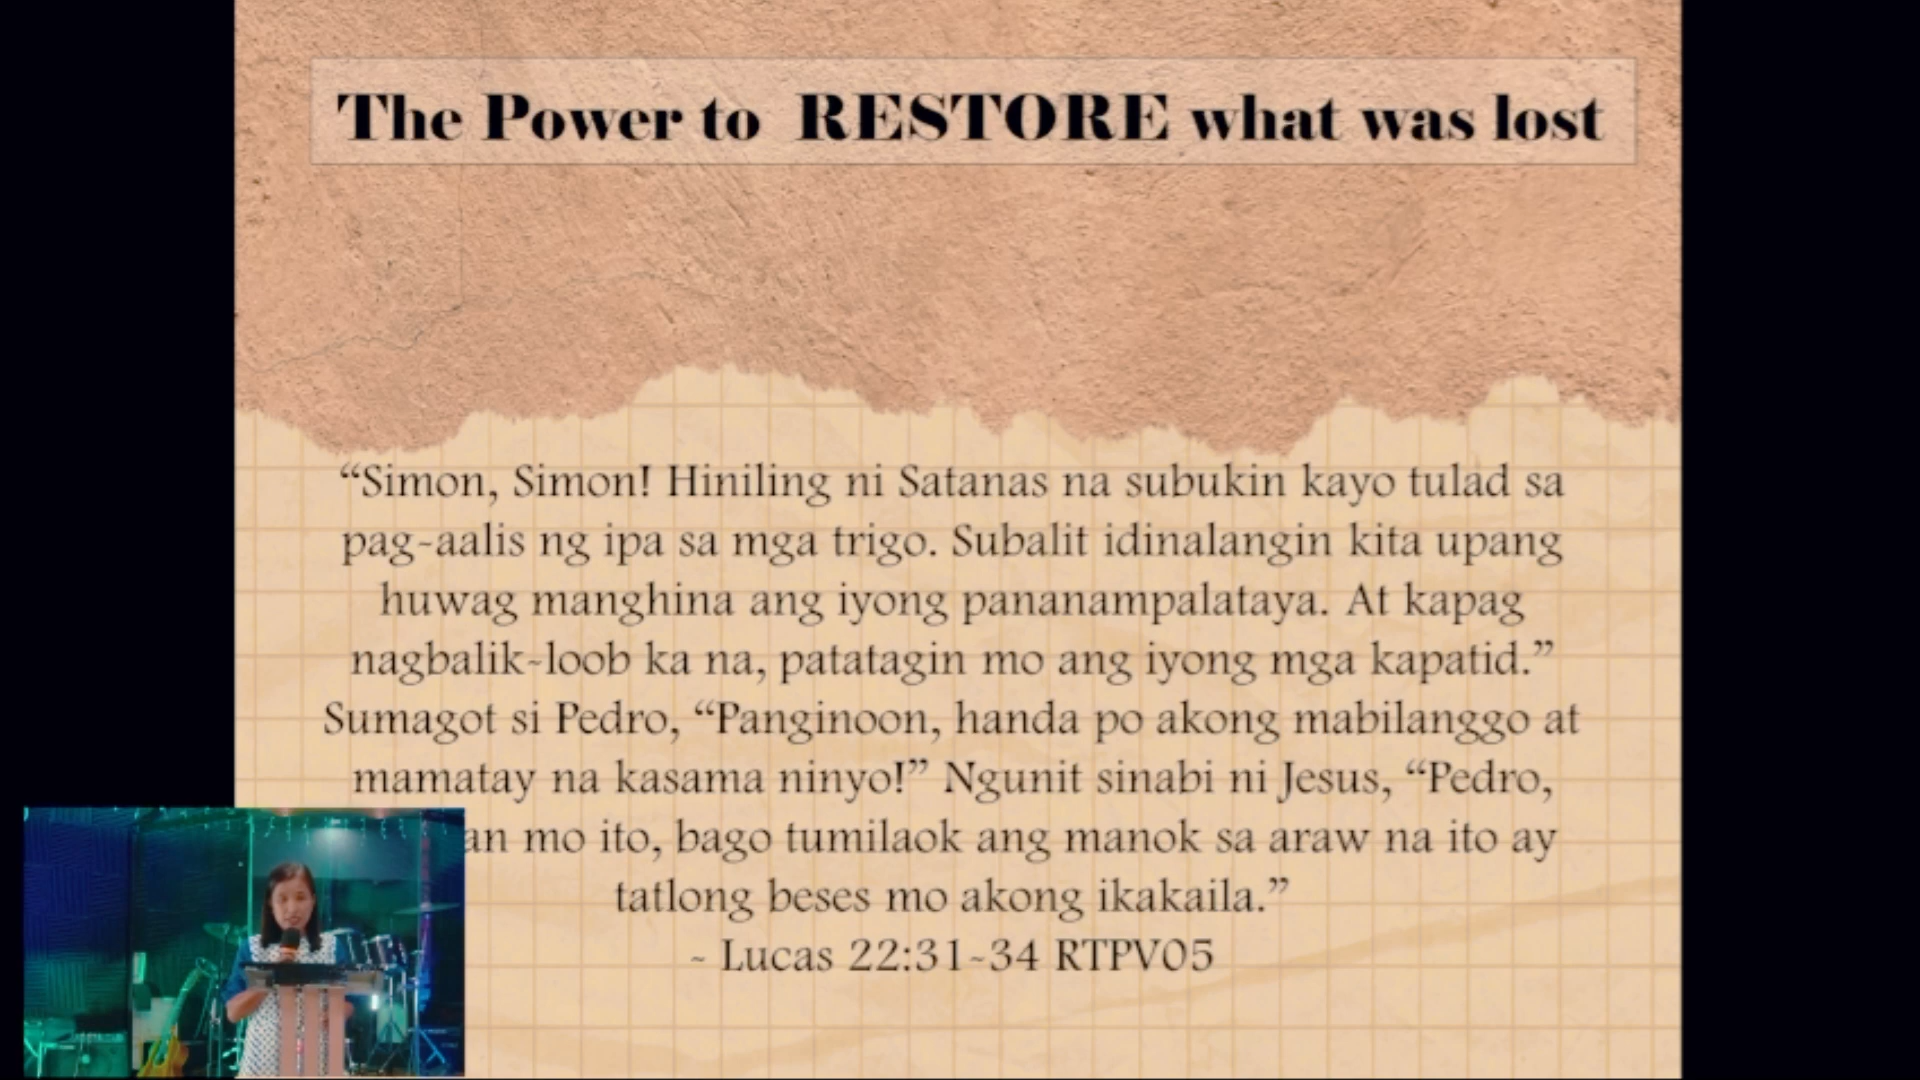 The Power to RESTORE what was lost
“Simon, Simon! Hiniling ni Satanas na subukin kayo tulad sa
pag-aalis ng ipa sa mga trigo. Subalit idinalangin kita upang
huwag manghina ang iyong pananampalataya. At kapag
nagbalik-loob ka na, patatagin mo ang iyong mga kapatid.”
Sumagot si Pedro, “Panginoon, handa po akong mabilanggo at
mamatay na kasama ninyo!” Ngunit sinabi ni Jesus, “Pedro,
mo ito, bago tumilaok ang manok sa araw na ito ay
tatlong beses mo akong ikakaila.”
- Lucas 22:31-34 RTPV05